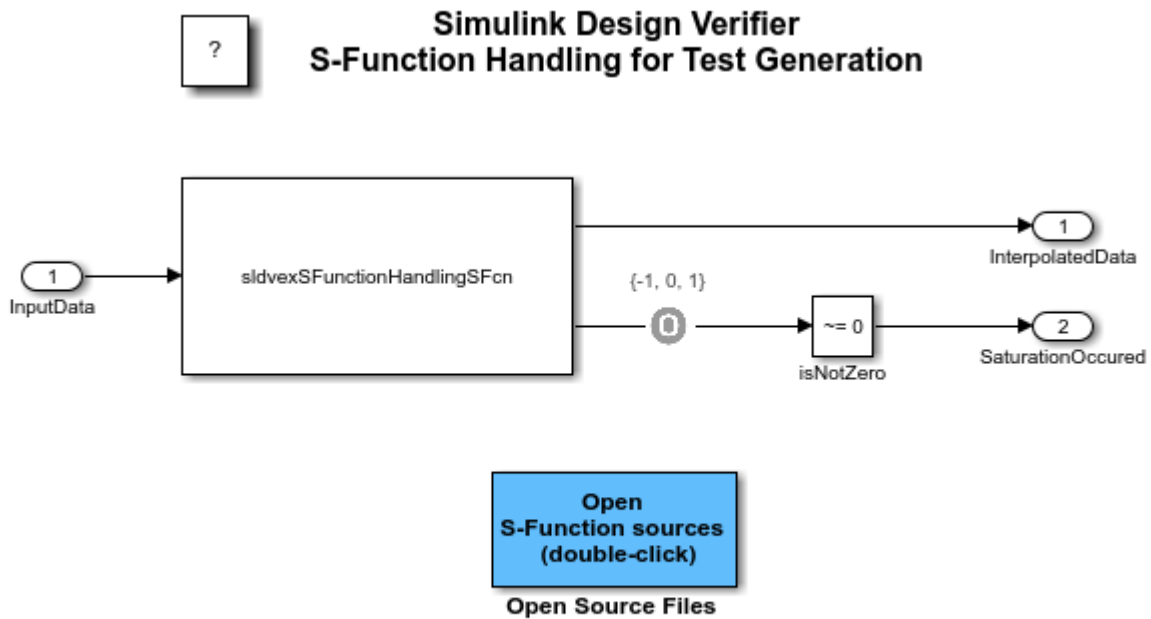 Simulink Design Verifier
?
S-Function Handling for Test Generation
1
InputData
sldvexSFunctionHandlingSFcn
1
InterpolatedData
{-1, 0, 1}
O
~= 0
isNotZero
2
SaturationOccured
Open
S-Function sources
(double-click)
Open Source Files